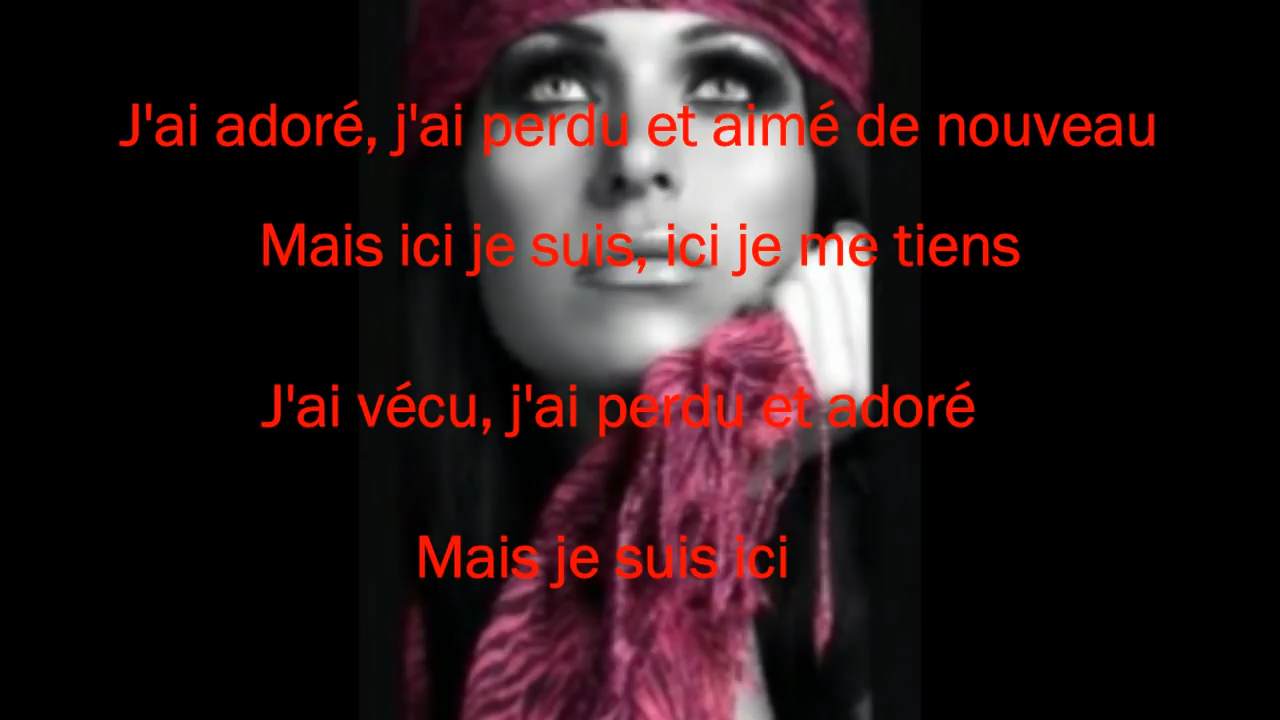 J'ai adoré, j'ai perdu et aimé de nouveau
Mais ici je suis, ici je me tiens
J'ai vécu, j'ai perdu et adoré
Mais je suis ici